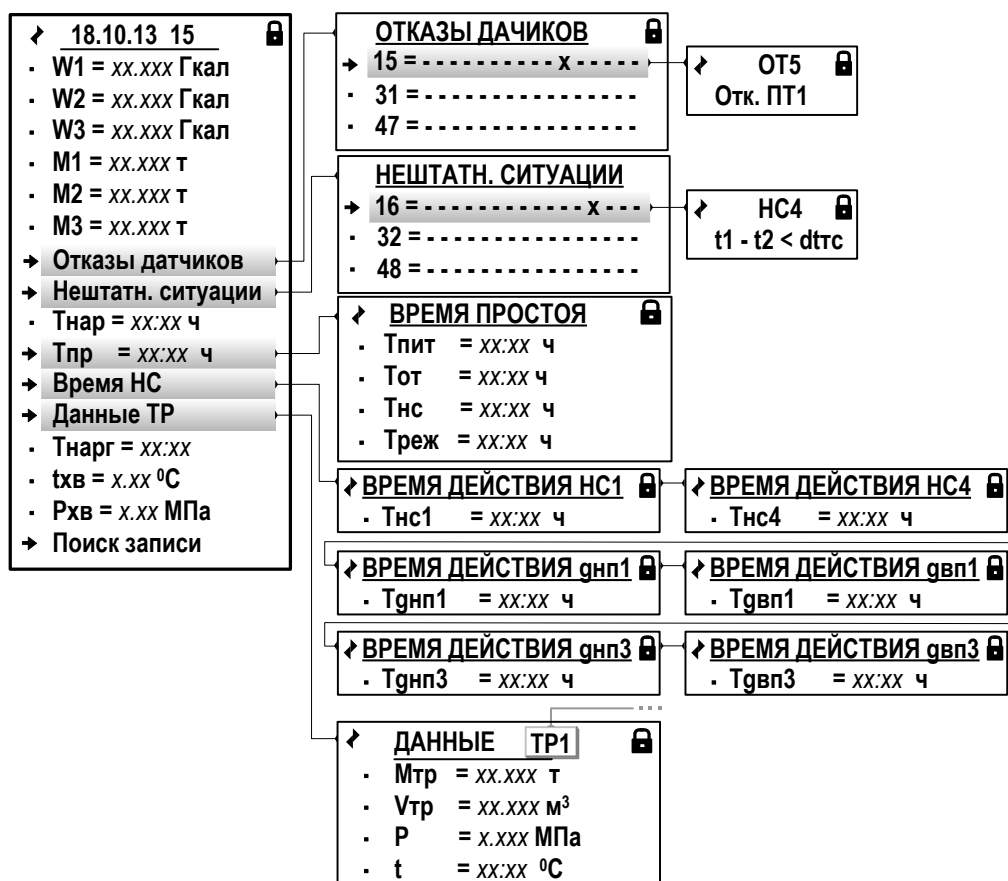 18.10.13 15
W1 = xx.xxx Гкал
W2 = xx.xxx Гкал
W3 = xx.xxx Гкал
M1 = xx.xxx т
M2 = xx.xxx т
M3 = xx.xxx т
Отказы датчиков
Нештатн. ситуации
Тнар = xx:xx ч
Тпр = xx:xx ч
Время НС
Данные ТР
Тнарг = xx:xx
tхв = x.xx ⁰С
Рхв = x.xx МПа
Поиск записи
ОТКАЗЫ ДАЧИКОВ
15 = - - - - - - - - - - x - - - - -
31 = - - - - - - - - - - - - - - - -
47 = - - - - - - - - - - - - - - - -
ОТ5
Отк. ПТ1
НЕШТАТН. СИТУАЦИИ
16 = - - - - - - - - - - - - x - - -
32 = - - - - - - - - - - - - - - - -
48 = - - - - - - - - - - - - - - - -
НС4
t1 - t2 < dtтс
ВРЕМЯ ПРОСТОЯ
Тпит = xx:xx ч
Тот = xx:xx ч
Тнс = xx:xx ч
Треж = xx:xx ч
ВРЕМЯ ДЕЙСТВИЯ НС1
Тнс1 = xx:xx ч
ВРЕМЯ ДЕЙСТВИЯ НС4
Тнс4 = xx:xx ч
ВРЕМЯ ДЕЙСТВИЯ gнп1
Тgнп1 = xx:xx ч
ВРЕМЯ ДЕЙСТВИЯ gвп1
Тgвп1 = xx:xx ч
ВРЕМЯ ДЕЙСТВИЯ gнп3
Тgнп3 = xx:xx ч
ВРЕМЯ ДЕЙСТВИЯ gвп3
Тgвп3 = xx:xx ч
ДАННЫЕ ТР1
Мтр = xx.xxx т
Vтр = xx.xxx м³
Р = x.xxx МПа
t = xx:xx ⁰С